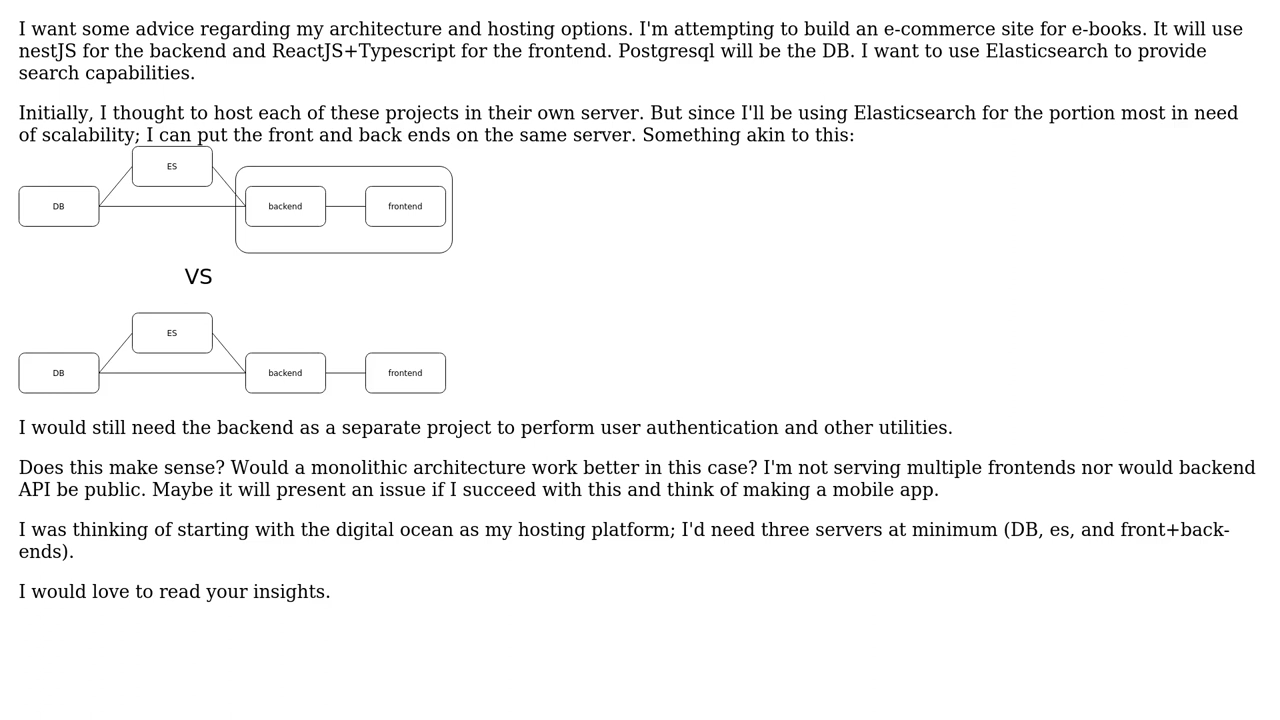 I want some advice regarding my architecture and hosting options. I'm attempting to build an e-commerce site for e-books. It will use
nestJS for the backend and ReactJS+Typescript for the frontend. Postgresql will be the DB. I want to use Elasticsearch to provide
search capabilities.
Initially, I thought to host each of these projects in their own server. But since I'll be using Elasticsearch for the portion most in need
of scalability; I can put the front and back ends on the same server. Something akin to this:
ES
DB
backend
frontend
VS
ES
DB
backend
frontend
I would still need the backend as a separate project to perform user authentication and other utilities.
Does this make sense? Would a monolithic architecture work better in this case? I'm not serving multiple frontends nor would backend
API be public. Maybe it will present an issue if I succeed with this and think of making a mobile app.
I was thinking of starting with the digital ocean as my hosting platform; I'd need three servers at minimum (DB, es, and front+back-
ends).
I would love to read your insights.